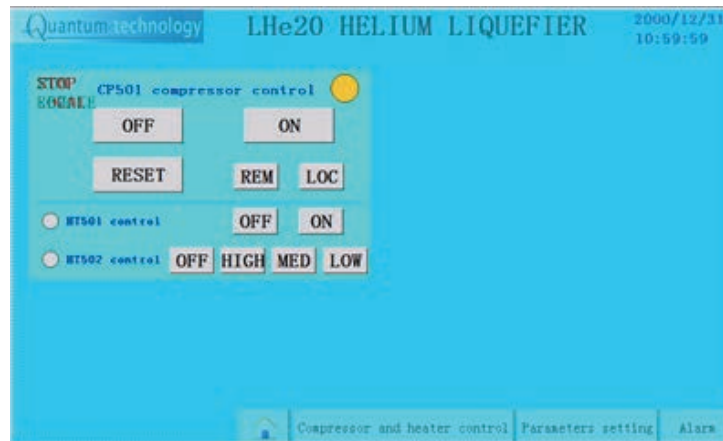 Quantum technology
LHe20 HELIUM LIQUEFIER
2000/12/31
10:59:59
STOP
CP501 compressor control
OFF ON
RESET REM LOC
HT501 control OFF ON
HT502 control OFF HIGH MED LOW
Compressor and heater control Parameters setting Alarm